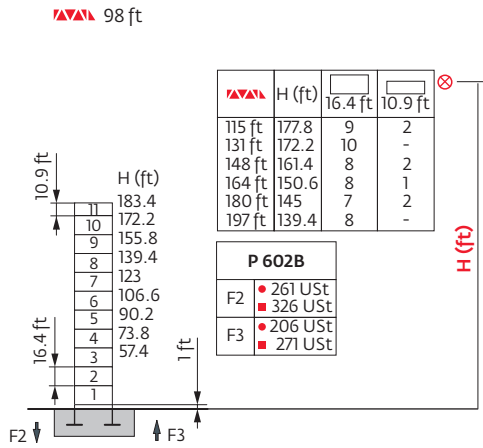 98 ft
H (ft) 16.4 ft 10.9 ft
115 ft 177.8 9 2
131 ft 172.2 10 -
148 ft 161.4 8 2
164 ft 150.6 8 1
180 ft 145 7 2
197 ft 139.4 8 -
10.9 ft
H (ft)
11 183.4
10 172.2
9 155.8
8 139.4
7 123
6 106.6
5 90.2
4 73.8
3 57.4
2
1
16.4 ft
1 ft
H (ft)
P 602B
F2 261 USt
326 USt
F3 206 USt
271 USt
F2 F3